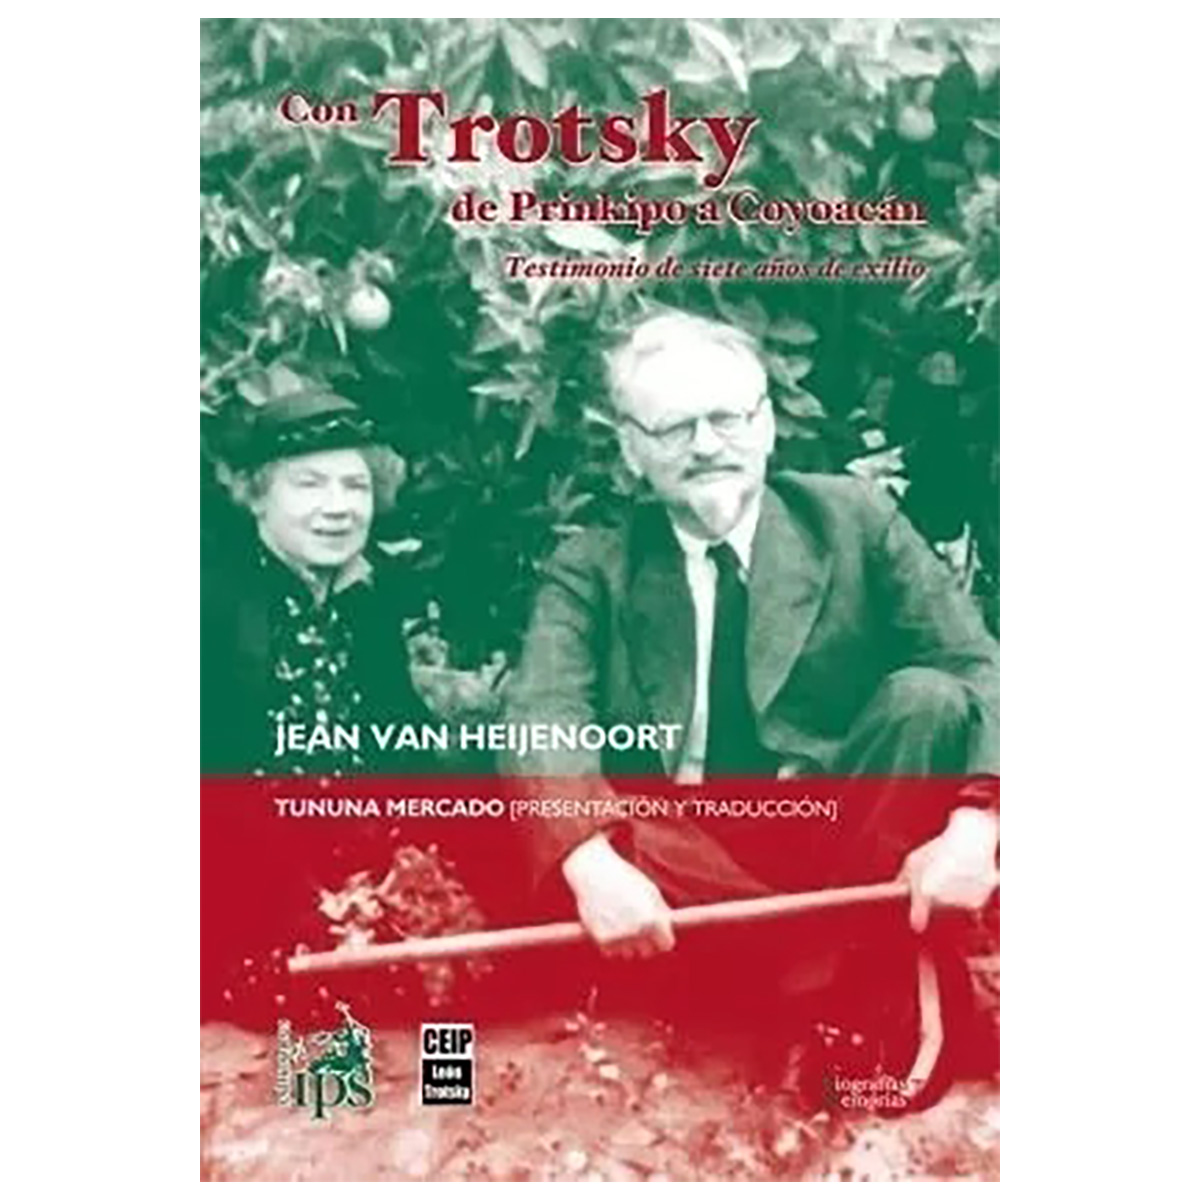 Con Trotsky
de Prinkipo a Coyoacán
Testimonio de siete años de exilio
JEAN VAN HEIJENOORT
TUNUNA MERCADO [PRESENTACIÓN Y TRADUCCIÓN]
ips
CEIP
León
Trotsky